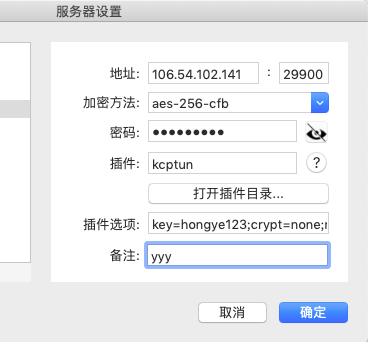 服务器设置
地址: 106.54.102.141 : 29900
加密方法: aes-256-cfb
密码: ●●●●●●●●●
插件: kcptun ?
打开插件目录...
插件选项: key=hongye123;crypt=none;
备注: yyy
取消 确定